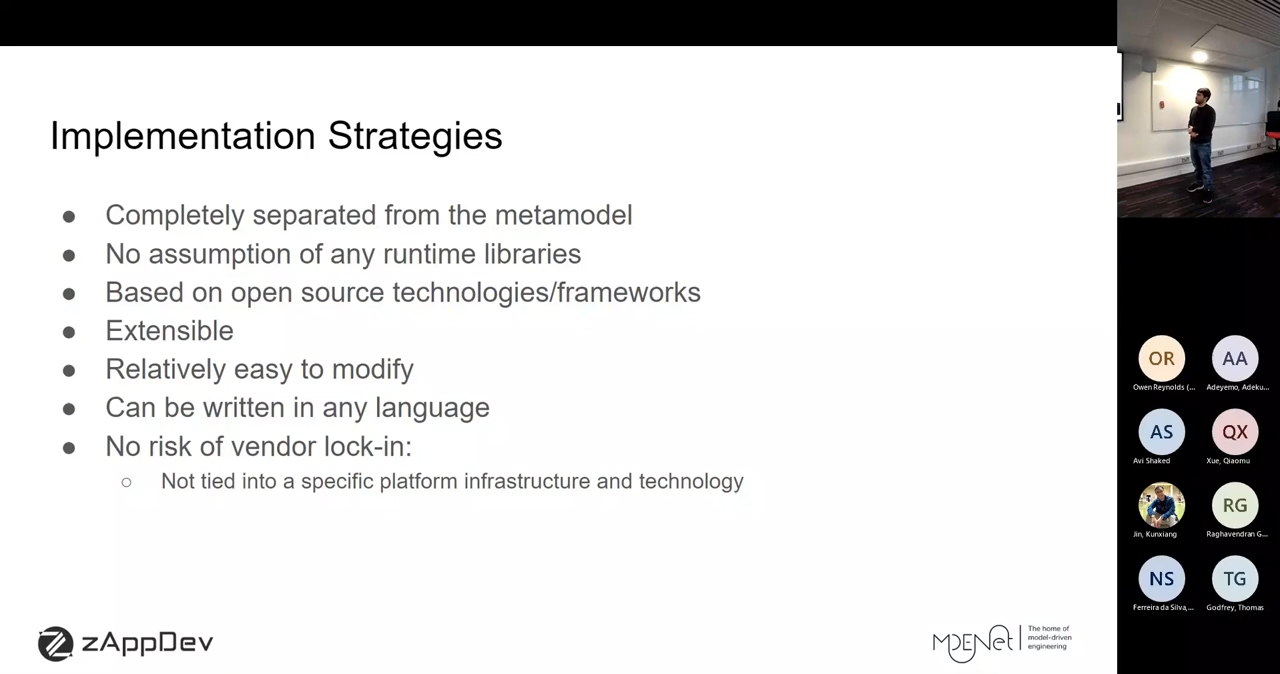 Implementation Strategies
● Completely separated from the metamodel
● No assumption of any runtime libraries
● Based on open source technologies/frameworks
● Extensible
● Relatively easy to modify
● Can be written in any language
● No risk of vendor lock-in:
○ Not tied into a specific platform infrastructure and technology
zAppDev
MDENet
The home of
model-driven
engineering
OR
AA
Owen Reynolds (...
Adeyemo, Adeku...
AS
QX
Avi Shaked
Xue, Qiaomu
RG
Jin, Kunxiang
Raghavendran G...
NS
TG
Ferreira da Silva,...
Godfrey, Thomas